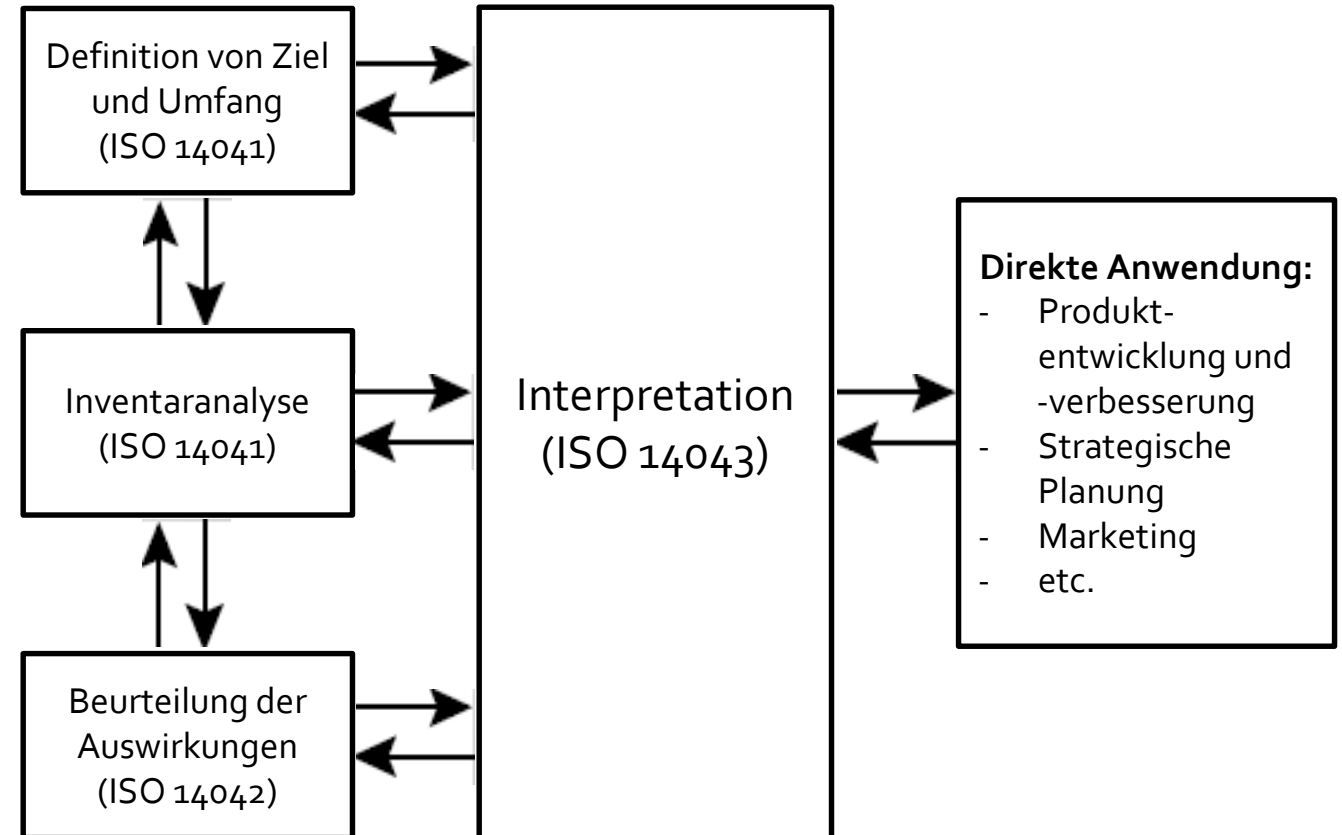 Definition von Ziel
und Umfang
(ISO 14041)
Inventaranalyse
(ISO 14041)
Beurteilung der
Auswirkungen
(ISO 14042)
Interpretation
(ISO 14043)
Direkte Anwendung:
- Produkt-
entwicklung und
-verbesserung
- Strategische
Planung
- Marketing
- etc.